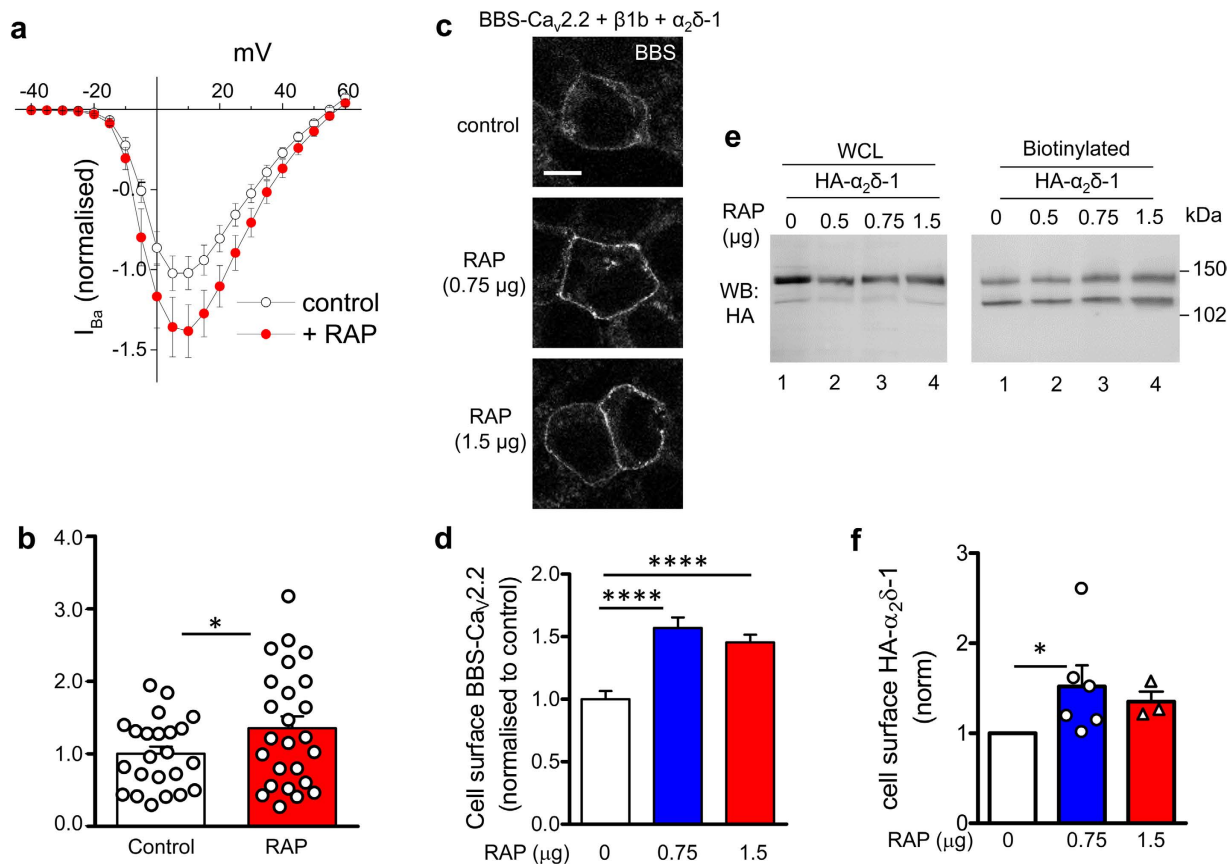 a
mV
-40
-20
20
40
60
-0.5
-1.0
-1.5
I_Ba (normalised)
control
+ RAP
b
4.0
3.0
2.0
1.0
0.0
*
Control
RAP
c
BBS-Cav2.2 + β1b + α2δ-1
BBS
control
RAP
(0.75 µg)
RAP
(1.5 µg)
d
Cell surface BBS-CaV2.2
(normalised to control)
2.0
1.5
1.0
0.5
0.0
****
****
RAP (µg) 0 0.75 1.5
e
WCL
HA-α2δ-1
Biotinylated
HA-α2δ-1
RAP
(µg)
0 0.5 0.75 1.5
0 0.5 0.75 1.5
kDa
150
102
WB:
HA
1 2 3 4
1 2 3 4
f
cell surface HA-α2δ-1
(norm)
3
2
1
0
*
RAP (µg) 0 0.75 1.5